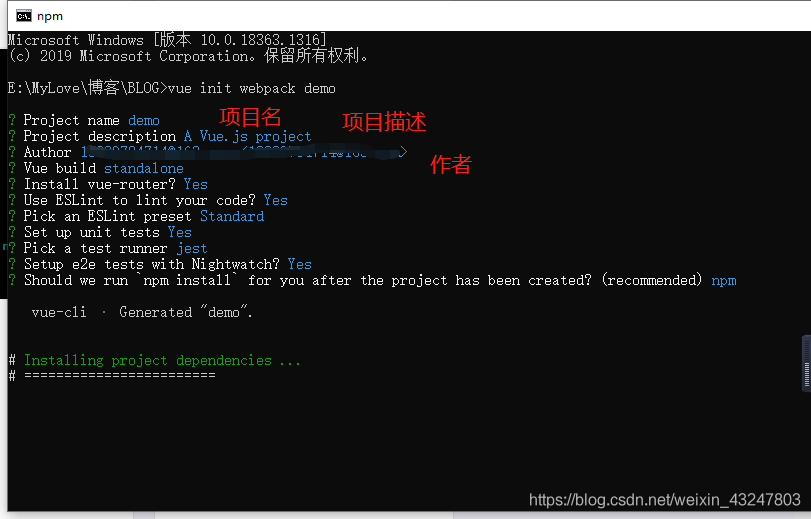 npm
Microsoft Windows [版本 10.0.18363.1316]
(c) 2019 Microsoft Corporation。保留所有权利。
E:\MyLove\博客\BLOG>vue init webpack demo
? Project name demo 项目名
? Project description A Vue.js project 项目描述
? Author 作者
? Vue build standalone
? Install vue-router? Yes
? Use ESLint to lint your code? Yes
? Pick an ESLint preset Standard
? Set up unit tests Yes
? Pick a test runner jest
? Setup e2e tests with Nightwatch? Yes
? Should we run `npm install` for you after the project has been created? (recommended) npm
vue-cli · Generated "demo".
# Installing project dependencies ...
# ========================
https://blog.csdn.net/weixin_43247803